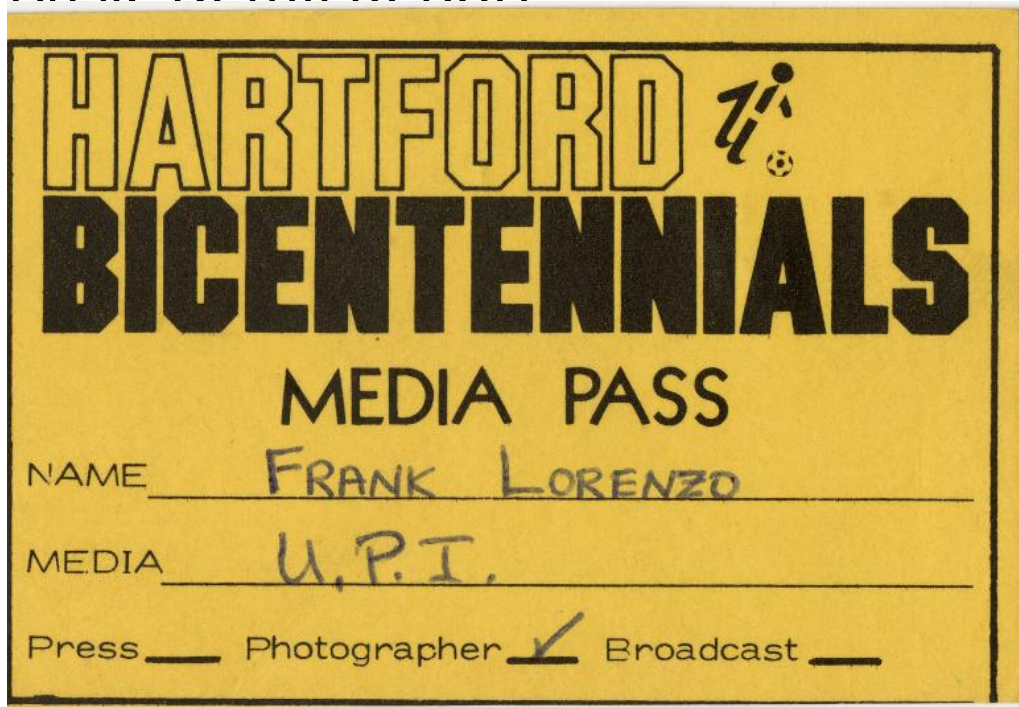 HARTFORD
BICENTENNIALS
MEDIA PASS
NAME FRANK LORENZO
MEDIA U.P.I.
Press Photographer ✓ Broadcast